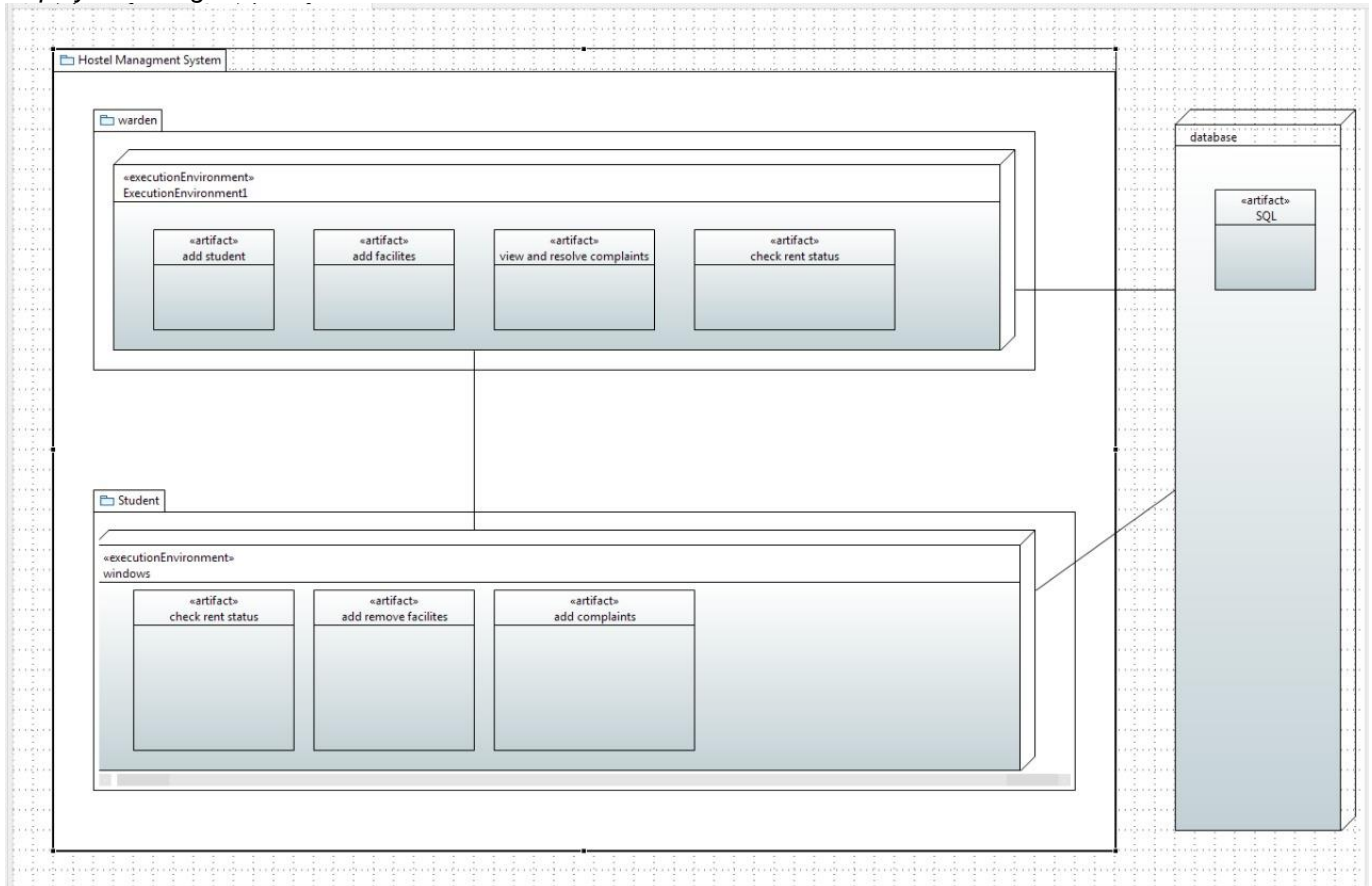 Hostel Managment System
warden
«executionEnvironment»
ExecutionEnvironment1
«artifact»
add student
«artifact»
add facilites
«artifact»
view and resolve complaints
«artifact»
check rent status
database
«artifact»
SQL
Student
«executionEnvironment»
windows
«artifact»
check rent status
«artifact»
add remove facilites
«artifact»
add complaints